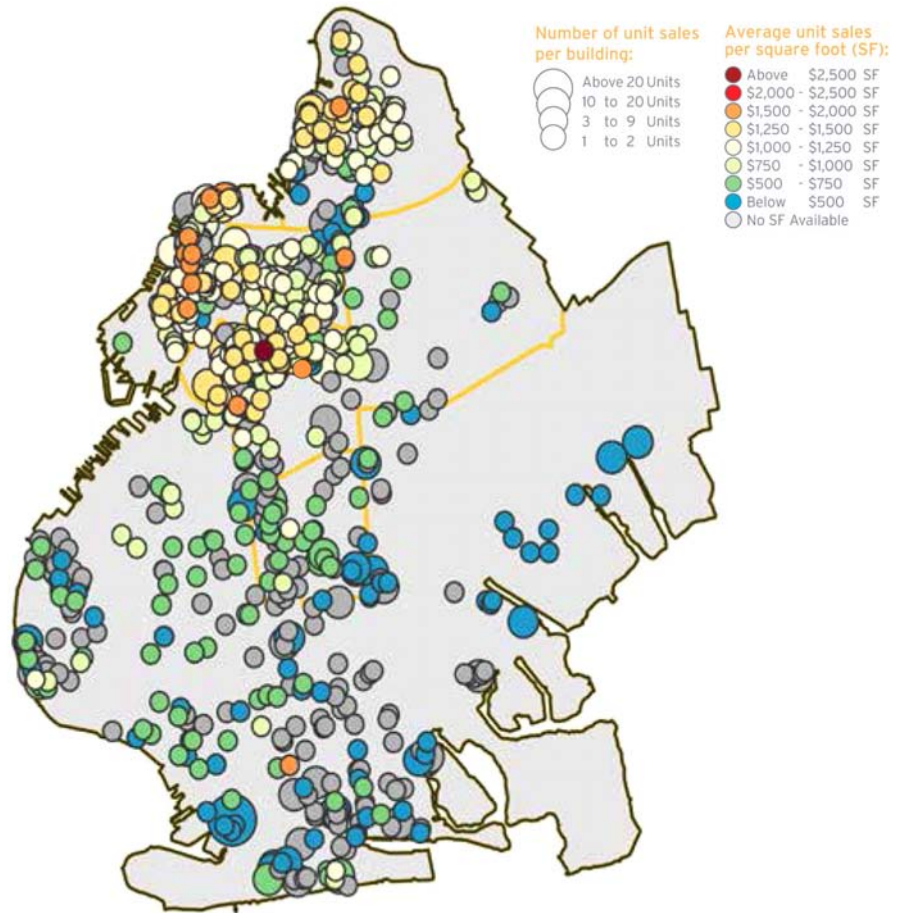 Number of unit sales
per building:
Above 20 Units
10 to 20 Units
3 to 9 Units
1 to 2 Units
Average unit sales
per square foot (SF):
Above $2,500 SF
$2,000 - $2,500 SF
$1,500 - $2,000 SF
$1,250 - $1,500 SF
$1,000 - $1,250 SF
$750 - $1,000 SF
$500 - $750 SF
Below $500 SF
No SF Available